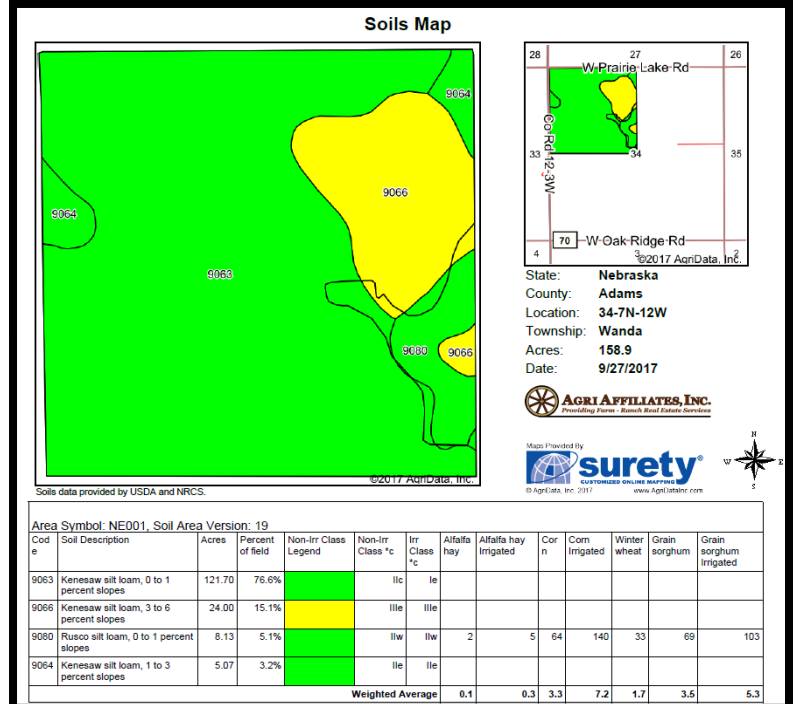 Soils Map
9064
9066
9064
9063
9080
9066
©2017 AgriData, Inc.
Soils data provided by USDA and NRCS.
28 27 26
W Prairie Lake Rd
Co Rd 12-3W
33 34 35
70 W Oak Ridge Rd
4 3 2
©2017 AgriData, Inc.
State: Nebraska
County: Adams
Location: 34-7N-12W
Township: Wanda
Acres: 158.9
Date: 9/27/2017
AGRI AFFILIATES, INC.
Providing Farm - Ranch Real Estate Services
Maps Provided By
surety®
CUSTOMIZED ONLINE MAPPING
© AgriData, Inc. 2017 www.AgriDataInc.com
N
W E
S
Area Symbol: NE001, Soil Area Version: 19
Cod Soil Description Acres Percent Non-Irr Class Non-Irr Irr Alfalfa Alfalfa hay Cor Corn Winter Grain Grain
e of field Legend Class *c Class hay Irrigated n Irrigated wheat sorghum sorghum
*c Irrigated
9063 Kenesaw silt loam, 0 to 1 121.70 76.6% IIc Ie
percent slopes
9066 Kenesaw silt loam, 3 to 6 24.00 15.1% IIIe IIIe
percent slopes
9080 Rusco silt loam, 0 to 1 percent 8.13 5.1% IIw IIw 2 5 64 140 33 69 103
slopes
9064 Kenesaw silt loam, 1 to 3 5.07 3.2% IIe IIe
percent slopes
Weighted Average 0.1 0.3 3.3 7.2 1.7 3.5 5.3